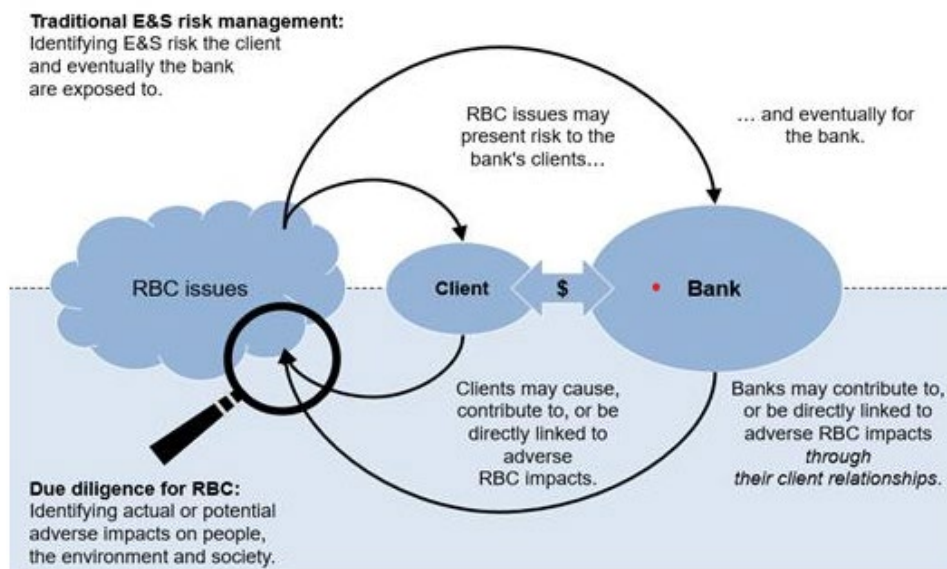 Traditional E&S risk management:
Identifying E&S risk the client
and eventually the bank
are exposed to.
RBC issues may
present risk to the
bank's clients…
… and eventually for
the bank.
RBC issues
Client
$
Bank
Clients may cause,
contribute to, or be
directly linked to
adverse
RBC impacts.
Banks may contribute to,
or be directly linked to
adverse RBC impacts
through
their client relationships.
Due diligence for RBC:
Identifying actual or potential
adverse impacts on people,
the environment and society.